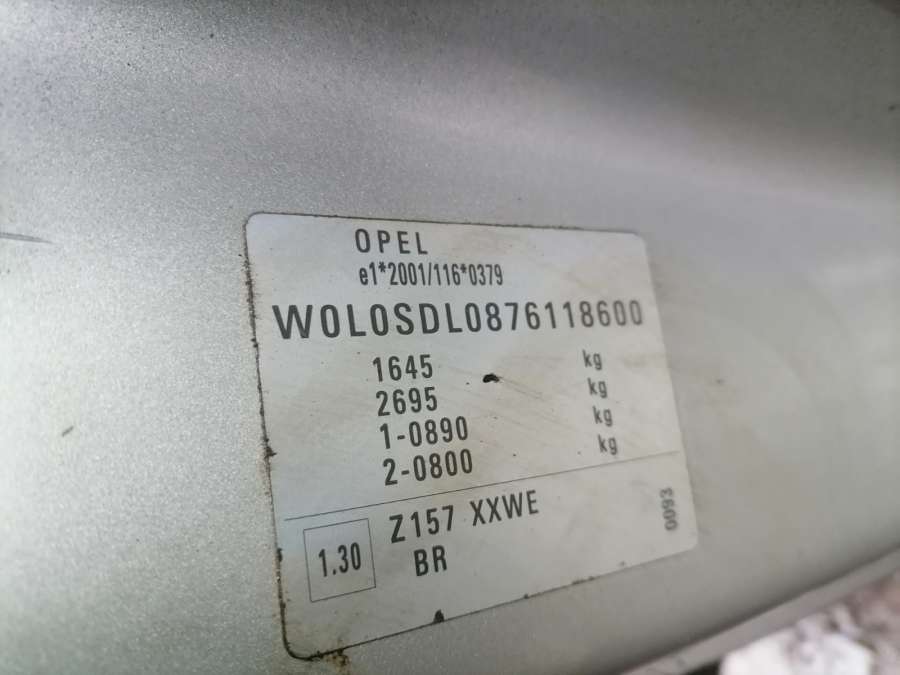 OPEL
e1*2001/116*0379
W0L0SDL0876118600
1645 kg
2695 kg
1-0890 kg
2-0800 kg
1.30 Z157 XXWE
BR
0093